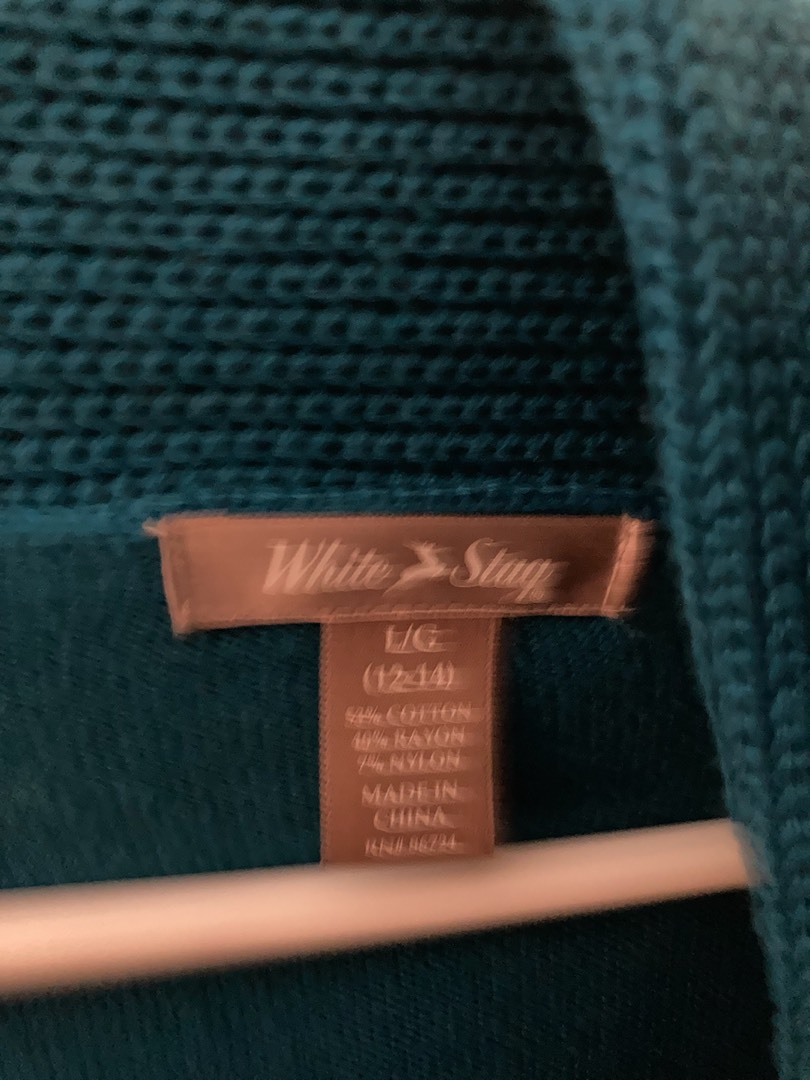 White Stag
L/G
(12-14)
COTTON
RAYON
NYLON
MADE IN
CHINA